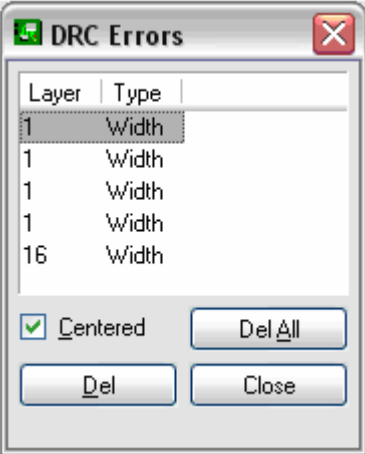 DRC Errors
Layer Type
1 Width
1 Width
1 Width
1 Width
16 Width
Centered Del All
Del Close